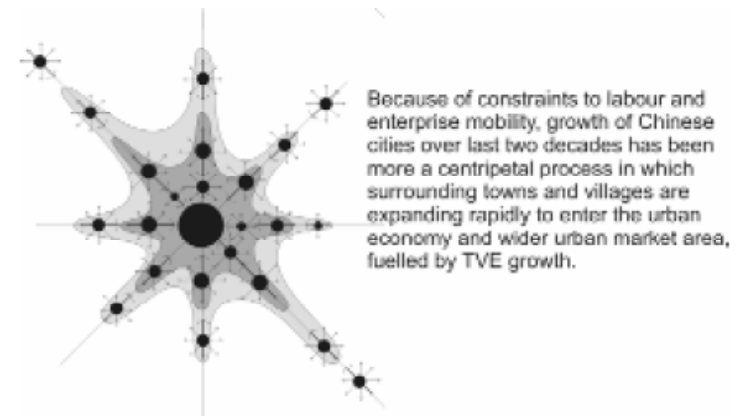 Because of constraints to labour and
enterprise mobility, growth of Chinese
cities over last two decades has been
more a centripetal process in which
surrounding towns and villages are
expanding rapidly to enter the urban
economy and wider urban market area,
fuelled by TVE growth.